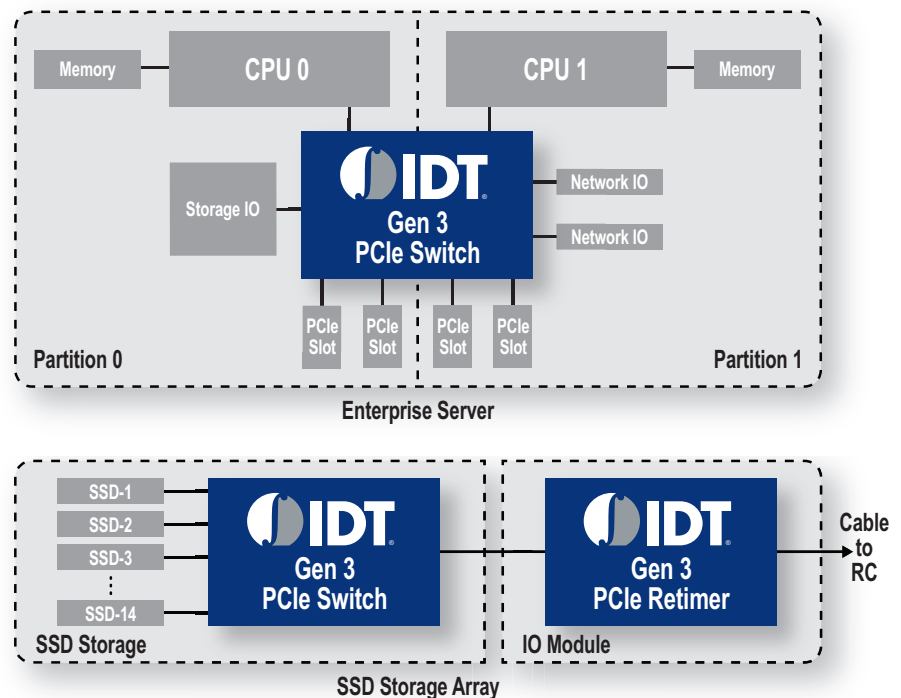 Memory
CPU 0
CPU 1
Memory
IDT®
Gen 3
PCIe Switch
Storage IO
Network IO
Network IO
PCIe
Slot
PCIe
Slot
PCIe
Slot
PCIe
Slot
Partition 0
Partition 1
Enterprise Server
SSD-1
SSD-2
SSD-3
SSD-14
IDT®
Gen 3
PCIe Switch
IDT®
Gen 3
PCIe Retimer
Cable
to
RC
SSD Storage
IO Module
SSD Storage Array